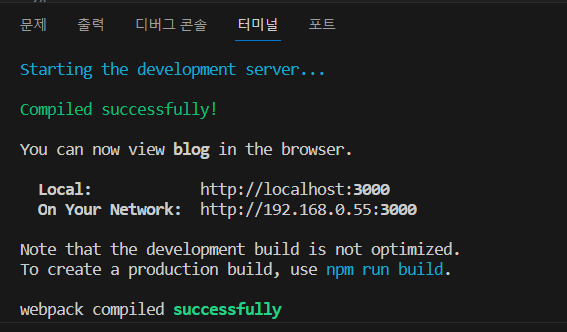 문제 출력 디버그 콘솔 터미널 포트
Starting the development server...
Compiled successfully!
You can now view blog in the browser.
Local: http://localhost:3000
On Your Network: http://192.168.0.55:3000
Note that the development build is not optimized.
To create a production build, use npm run build.
webpack compiled successfully